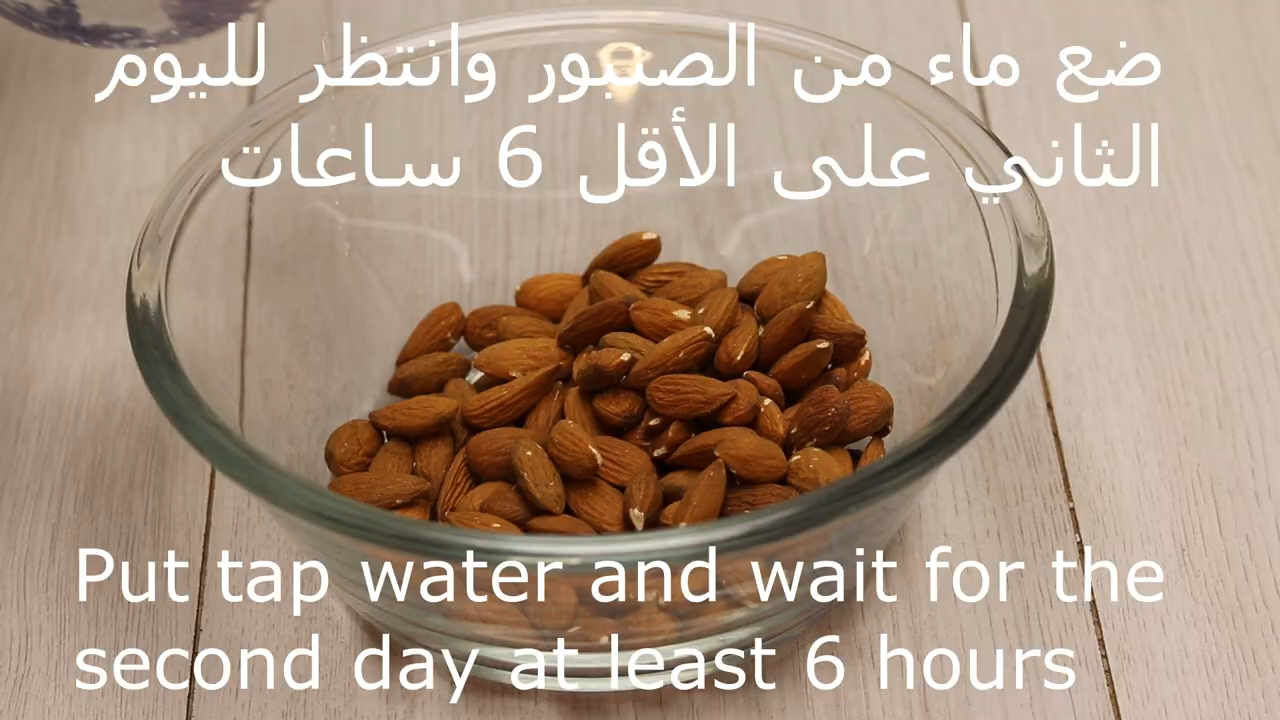 ضع ماء من الصنبور وانتظر لليوم
الثاني على الأقل 6 ساعات
Put tap water and wait for the
second day at least 6 hours